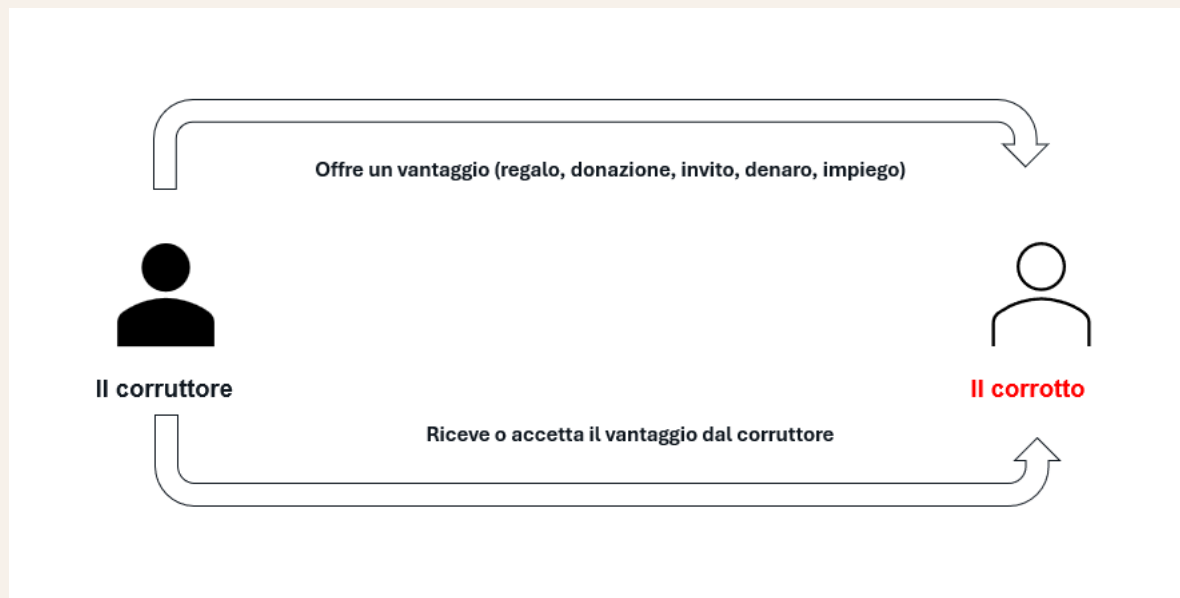 Offre un vantaggio (regalo, donazione, invito, denaro, impiego)
Il corruttore
Il corrotto
Riceve o accetta il vantaggio dal corruttore